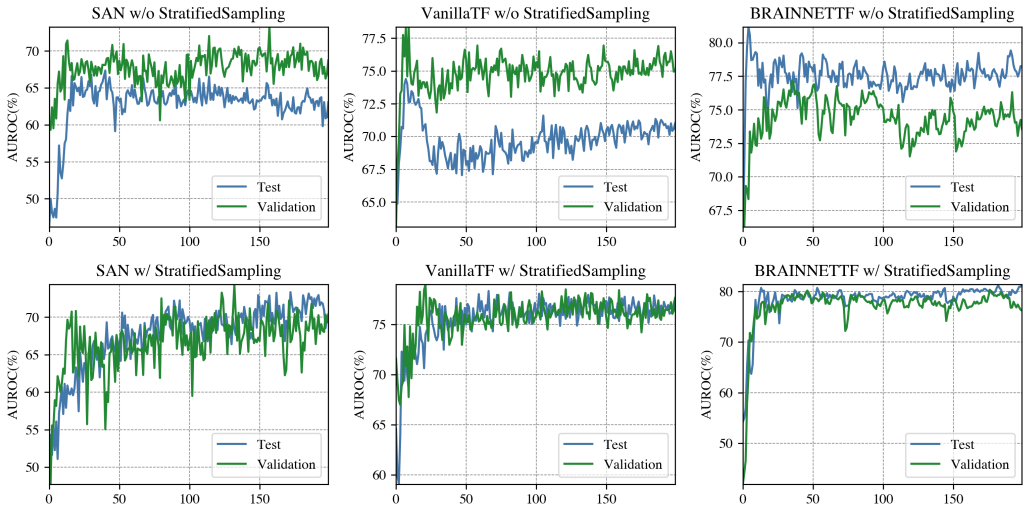 SAN w/o StratifiedSampling
AUROC(%)
70
65
60
55
50
0 50 100 150
Test
Validation
VanillaTF w/o StratifiedSampling
AUROC(%)
77.5
75.0
72.5
70.0
67.5
65.0
0 50 100 150
Test
Validation
BRAINNETTF w/o StratifiedSampling
AUROC(%)
80.0
77.5
75.0
72.5
70.0
67.5
0 50 100 150
Test
Validation
SAN w/ StratifiedSampling
AUROC(%)
70
65
60
55
50
0 50 100 150
Test
Validation
VanillaTF w/ StratifiedSampling
AUROC(%)
75
70
65
60
0 50 100 150
Test
Validation
BRAINNETTF w/ StratifiedSampling
AUROC(%)
80
70
60
50
0 50 100 150
Test
Validation